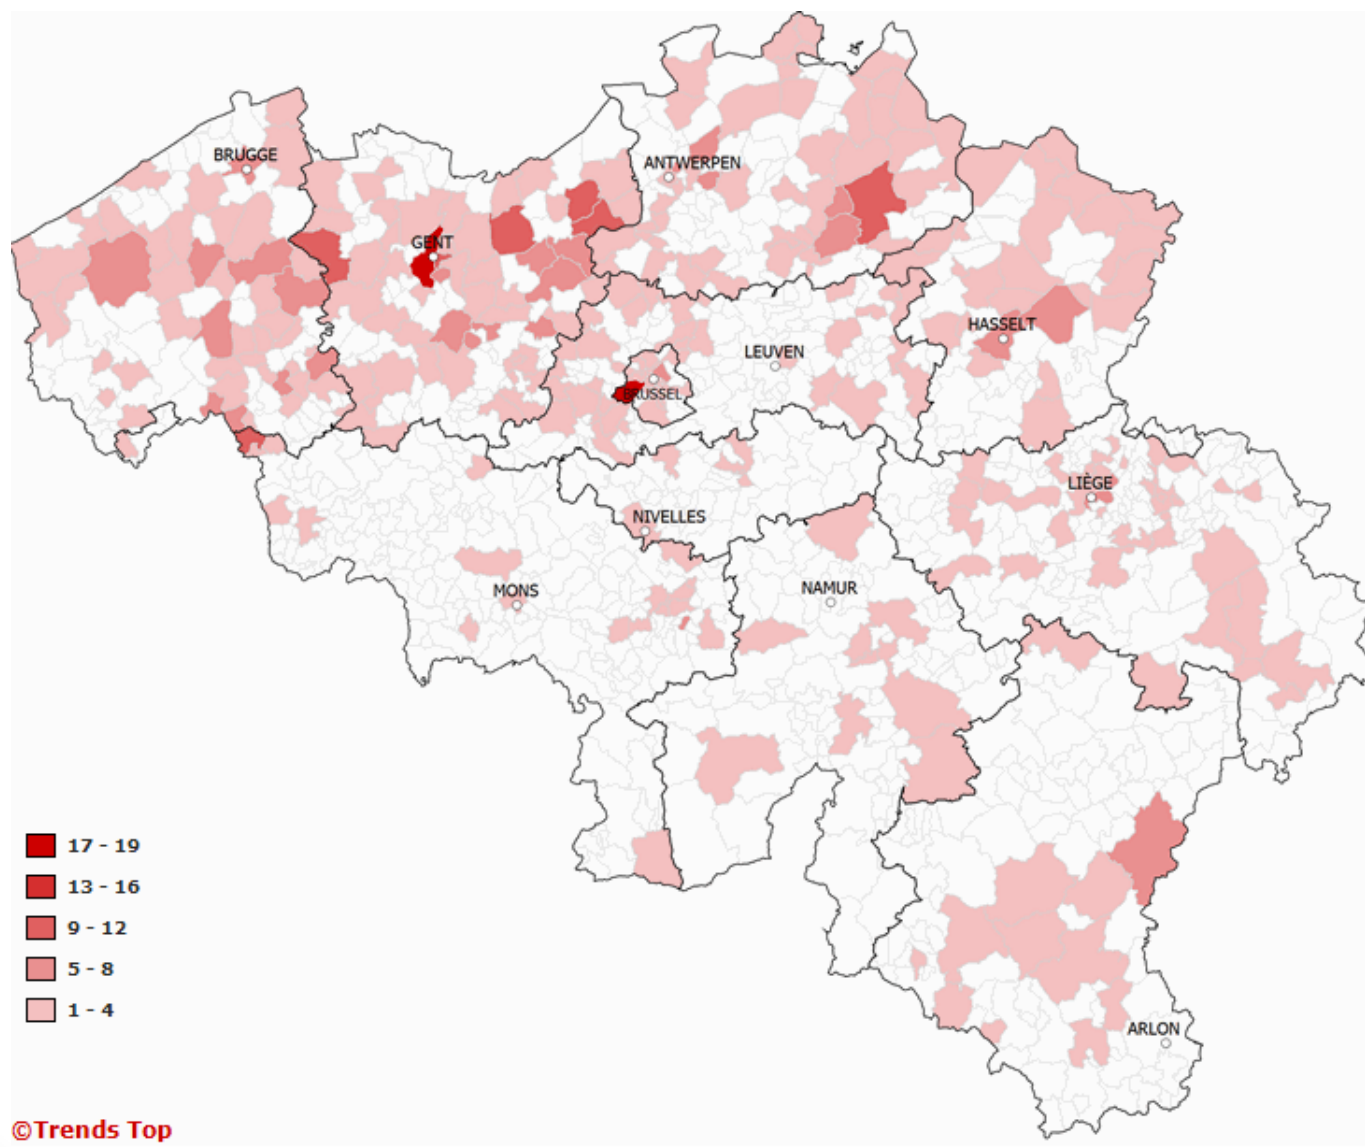 BRUGGE
ANTWERPEN
GENT
HASSELT
LEUVEN
BRUSSEL
LIÈGE
NIVELLES
MONS
NAMUR
17 - 19
13 - 16
9 - 12
5 - 8
1 - 4
ARLON
©Trends Top